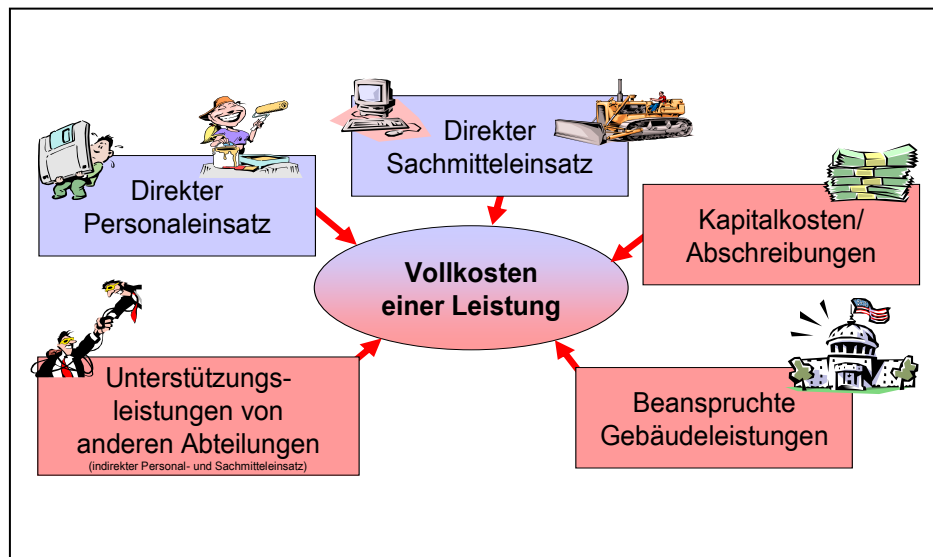 Direkter
Sachmitteleinsatz
Direkter
Personaleinsatz
Kapitalkosten/
Abschreibungen
Vollkosten
einer Leistung
Unterstützungs-
leistungen von
anderen Abteilungen
(indirekter Personal- und Sachmitteleinsatz)
Beanspruchte
Gebäudeleistungen